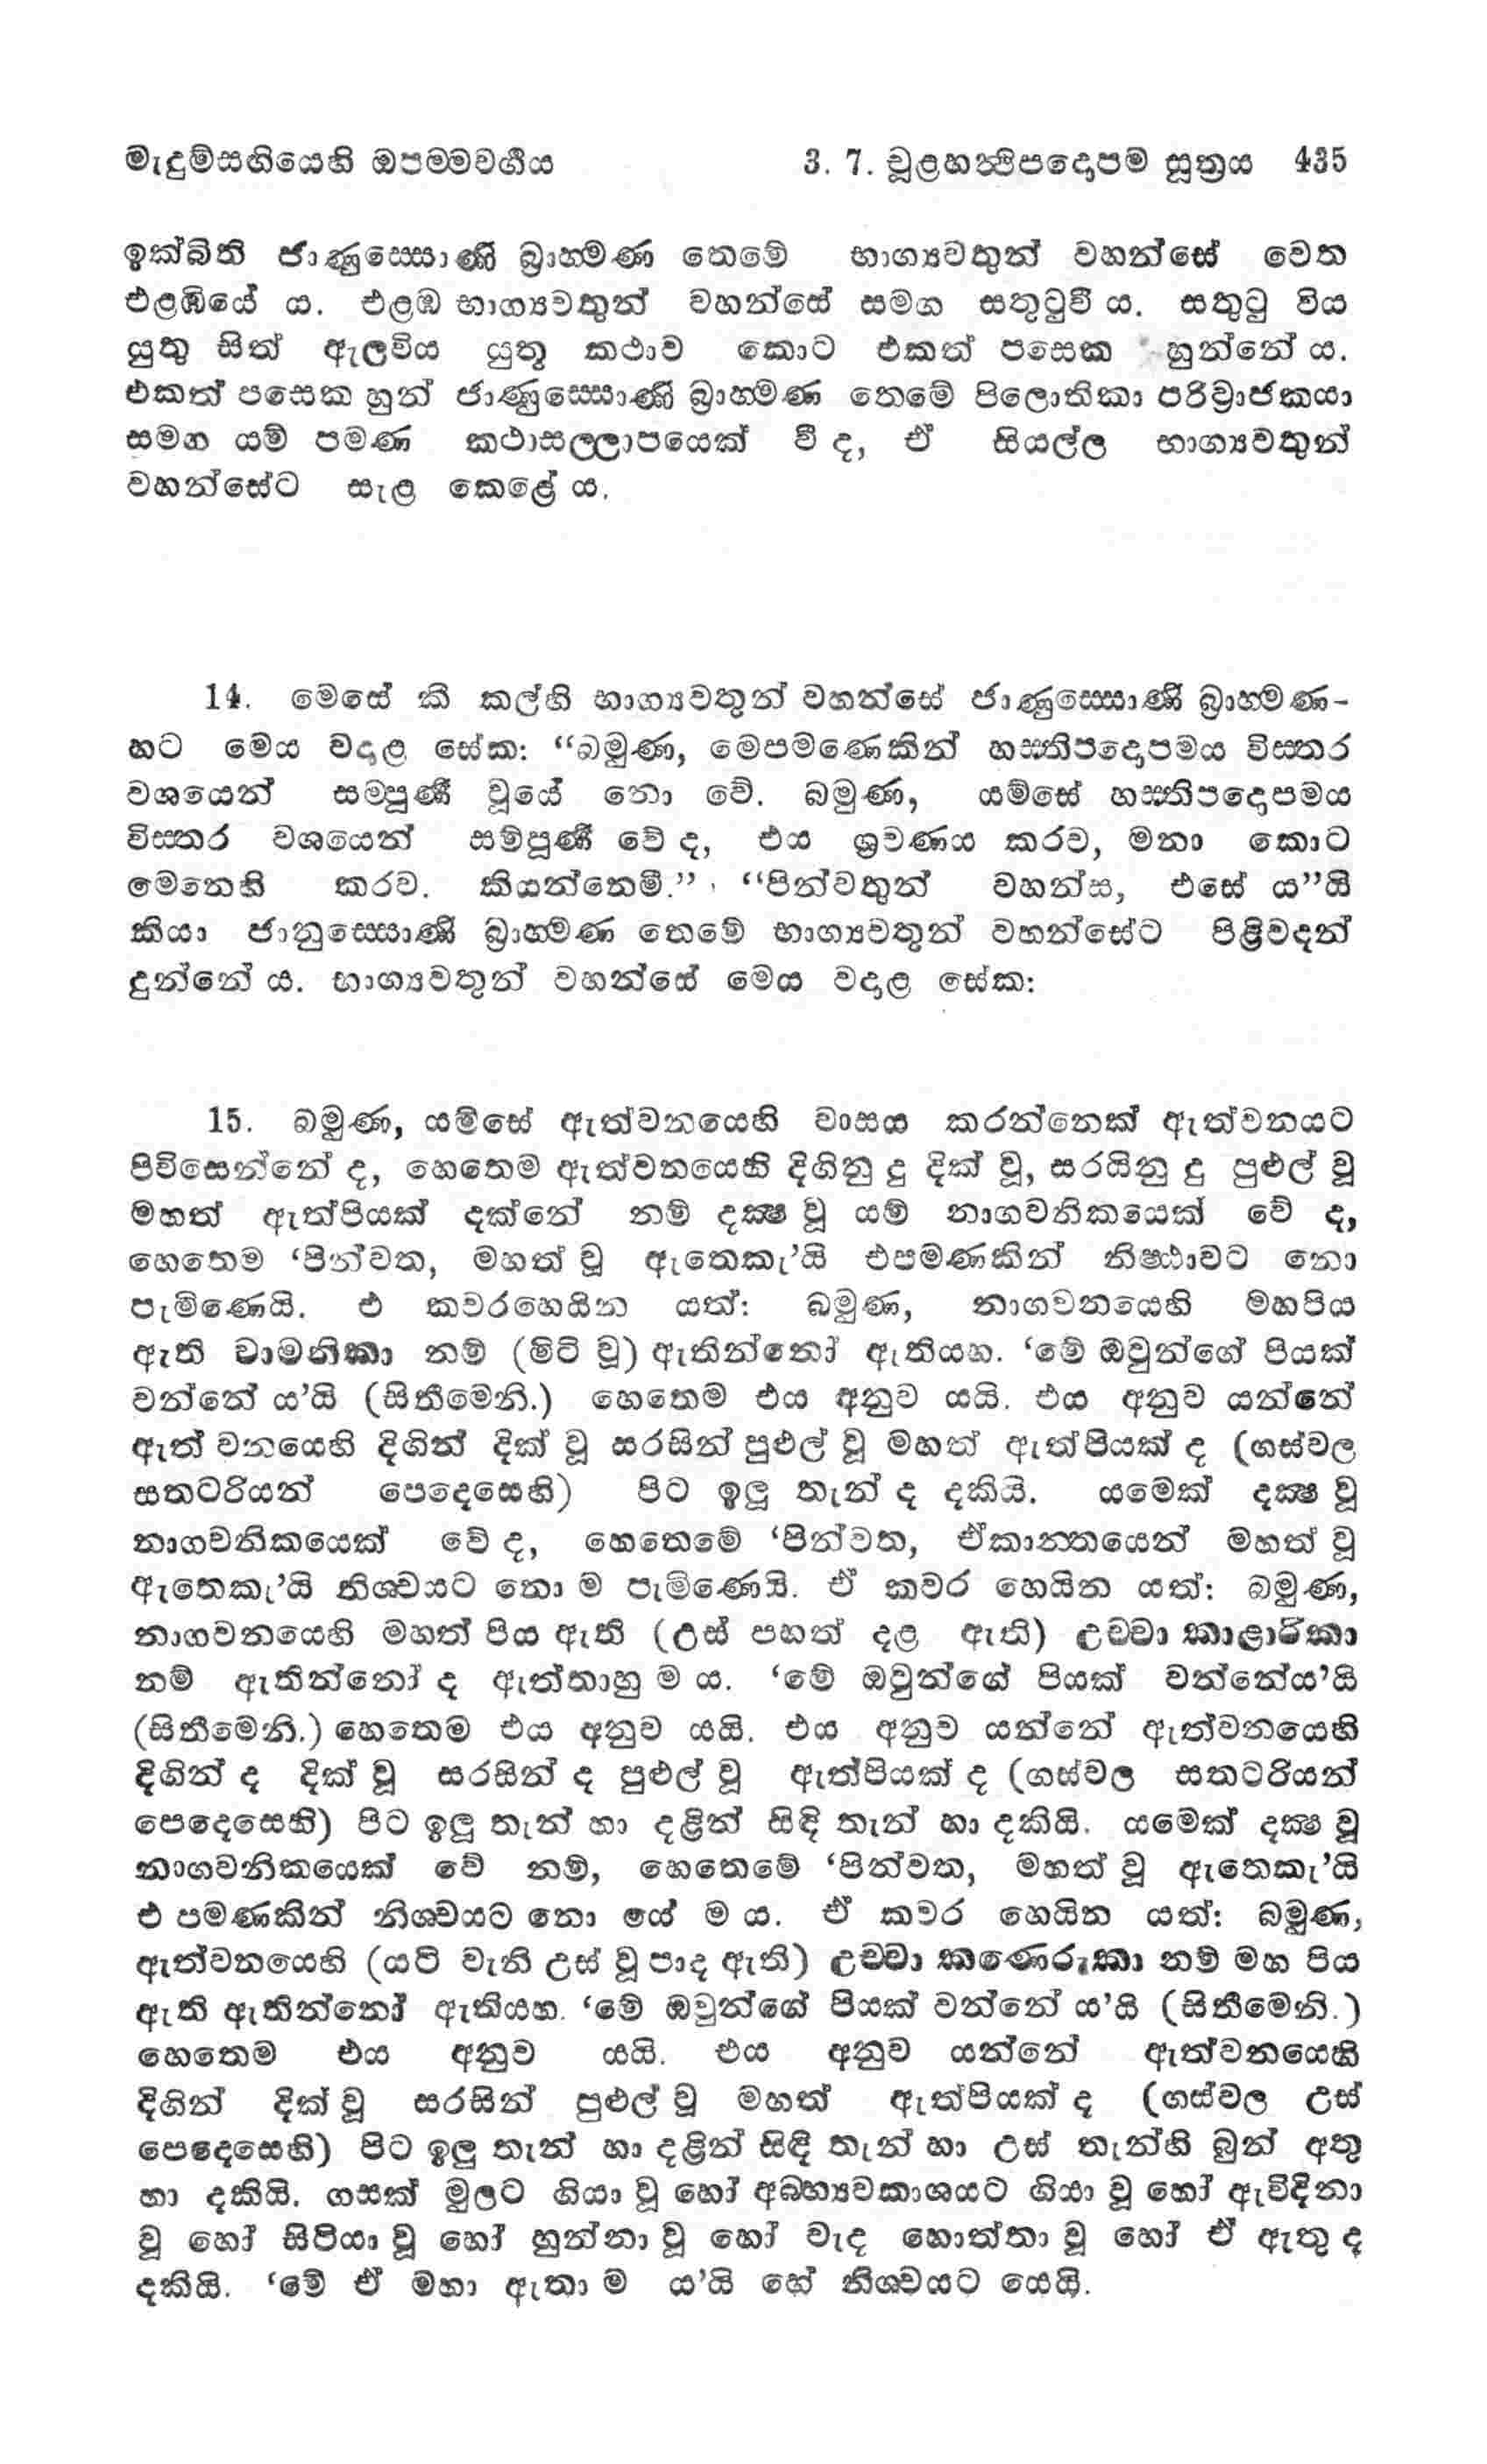 මැදුම්සඟියෙහි ඔපම්මවර්‍ගය 3. 7. චූළහත්‍ථිපදොපම සූත්‍රය 435
ඉක්බිති ජාණුස්සොණි බ්‍රාහ්මණ තෙමේ භාග්‍යවතුන් වහන්සේ වෙත
එළඹියේ ය. එළඹ භාග්‍යවතුන් වහන්සේ සමග සතුටුවී ය. සතුටු විය
යුතු සිත් ඇලවිය යුතු කථාව කොට එකත් පසෙක හුන්නේ ය.
එකත් පසෙක හුන් ජාණුස්සොණි බ්‍රාහ්මණ තෙමේ පිලොතිකා පරිව්‍රාජකයා
සමග යම් පමණ කථාසල්ලාපයෙක් වී ද, ඒ සියල්ල භාග්‍යවතුන්
වහන්සේට සැළ කෙළේ ය.
14. මෙසේ කී කල්හි භාග්‍යවතුන් වහන්සේ ජාණුස්සොණි බ්‍රාහ්මණ-
හට මෙය වදාළ සේක: “බමුණ, මෙපමණෙකින් හස්තිපදොපමය විස්තර
වශයෙන් සම්පූර්‍ණ වූයේ නො වේ. බමුණ, යම්සේ හස්තිපදොපමය
විස්තර වශයෙන් සම්පූර්‍ණ වේ ද, එය ශ්‍රවණය කරව, මනා කොට
මෙනෙහි කරව. කියන්නෙමි.” “පින්වතුන් වහන්ස, එසේ ය”යි
කියා ජානුස්සොණි බ්‍රාහ්මණ තෙමේ භාග්‍යවතුන් වහන්සේට පිළිවදන්
දුන්නේ ය. භාග්‍යවතුන් වහන්සේ මෙය වදාළ සේක:
15. බමුණ, යම්සේ ඇත්වනයෙහි වාසය කරන්නෙක් ඇත්වනයට
පිවිසෙන්නේ ද, හෙතෙම ඇත්වනයෙහි දිගිනු දු දික් වූ, සරයිනු දු පුළුල් වූ
මහත් ඇත්පියක් දක්නේ නම් දක්‍ෂ වූ යම් නාගවනිකයෙක් වේ ද,
හෙතෙම ‘පින්වත, මහත් වූ ඇතෙකැ’යි එපමණකින් නිෂ්ඨාවට නො
පැමිණෙයි. එ කවරහෙයින යත්: බමුණ, නාගවනයෙහි මහපිය
ඇති වාමනිකා නම් (මිටි වූ) ඇතින්නෝ ඇතියහ. ‘මේ ඔවුන්ගේ පියක්
වන්නේ ය’යි (සිතීමෙනි.) හෙතෙම එය අනුව යයි. එය අනුව යන්නේ
ඇත් වනයෙහි දිගින් දික් වූ සරසින් පුළුල් වූ මහත් ඇත්පියක් ද (ගස්වල
සතටරියන් පෙදෙසෙහි) පිට ඉලූ තැන් ද දකියි. යමෙක් දක්‍ෂ වූ
නාගවනිකයෙක් වේ ද, හෙතෙමේ ‘පින්වත, ඒකාන්තයෙන් මහත් වූ
ඇතෙකැ’යි නිශ්චයට නො ම පැමිණෙයි. ඒ කවර හෙයින යත්: බමුණ,
නාගවනයෙහි මහත් පිය ඇති (උස් පහත් දළ ඇති) උච්චා කාළාරිකා
නම් ඇතින්නෝ ද ඇත්තාහු ම ය. ‘මේ ඔවුන්ගේ පියක් වන්නේය’යි
(සිතීමෙනි.) හෙතෙම එය අනුව යයි. එය අනුව යන්නේ ඇත්වනයෙහි
දිගින් ද දික් වූ සරසින් ද පුළුල් වූ ඇත්පියක් ද (ගස්වල සතටරියන්
පෙදෙසෙහි) පිට ඉලූ තැන් හා දළින් සිඳි තැන් හා දකියි. යමෙක් දක්‍ෂ වූ
නාගවනිකයෙක් වේ නම්, හෙතෙමේ ‘පින්වත, මහත් වූ ඇතෙකැ’යි
එ පමණකින් නිශ්චයට නො යේ ම ය. ඒ කවර හෙයින යත්: බමුණ,
ඇත්වනයෙහි (යටි වැනි උස් වූ පාද ඇති) උච්චා කණෙරුකා නම් මහ පිය
ඇති ඇතින්නෝ ඇතියහ. ‘මේ ඔවුන්ගේ පියක් වන්නේ ය’යි (සිතීමෙනි.)
හෙතෙම එය අනුව යයි. එය අනුව යන්නේ ඇත්වනයෙහි
දිගින් දික් වූ සරසින් පුළුල් වූ මහත් ඇත්පියක් ද (ගස්වල උස්
පෙදෙසෙහි) පිට ඉලූ තැන් හා දළින් සිඳි තැන් හා උස් තැන්හි බුන් අතු
හා දකියි. ගසක් මුලට ගියා වූ හෝ අබ්භ්‍යවකාශයට ගියා වූ හෝ ඇවිදිනා
වූ හෝ සිටියා වූ හෝ හුන්නා වූ හෝ වැද හොත්තා වූ හෝ ඒ ඇතු ද
දකියි. ‘මේ ඒ මහා ඇතා ම ය’යි හේ නිශ්චයට යෙයි.